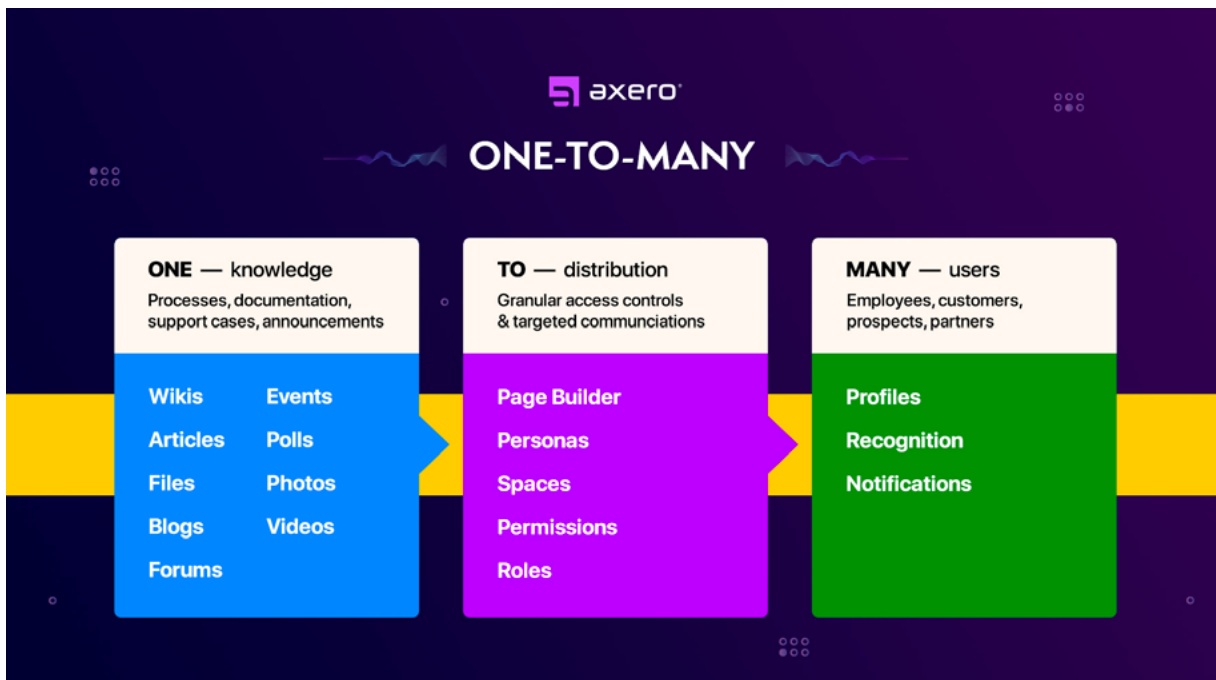 axero
ONE-TO-MANY
ONE — knowledge
Processes, documentation,
support cases, announcements
Wikis
Articles
Files
Blogs
Forums
Events
Polls
Photos
Videos
TO — distribution
Granular access controls
& targeted communciations
Page Builder
Personas
Spaces
Permissions
Roles
MANY — users
Employees, customers,
prospects, partners
Profiles
Recognition
Notifications